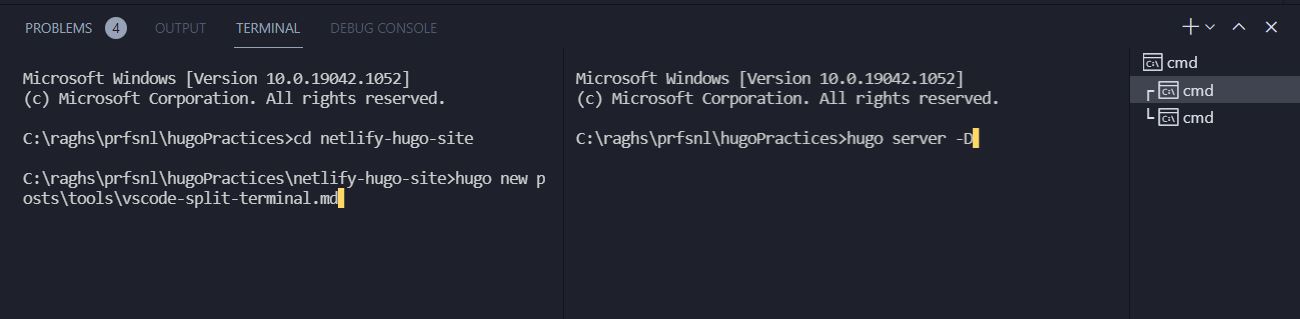 PROBLEMS 4 OUTPUT TERMINAL DEBUG CONSOLE
Microsoft Windows [Version 10.0.19042.1052]
(c) Microsoft Corporation. All rights reserved.
C:\raghs\prfsnl\hugoPractices>cd netlify-hugo-site
C:\raghs\prfsnl\hugoPractices\netlify-hugo-site>hugo new p
osts\tools\vscode-split-terminal.md
Microsoft Windows [Version 10.0.19042.1052]
(c) Microsoft Corporation. All rights reserved.
C:\raghs\prfsnl\hugoPractices>hugo server -D
cmd
cmd
cmd